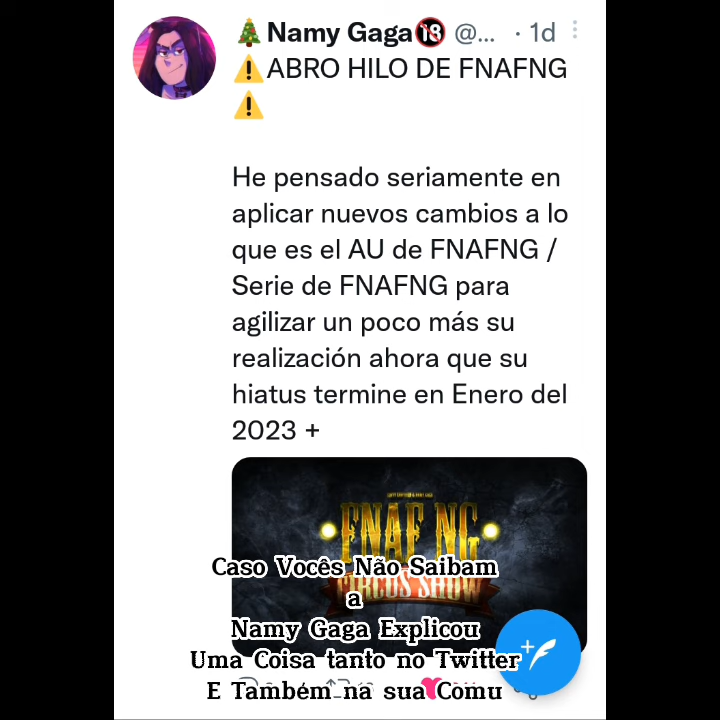 🎄Namy Gaga🔞 @... · 1d
⚠️ABRO HILO DE FNAFNG
⚠️
He pensado seriamente en
aplicar nuevos cambios a lo
que es el AU de FNAFNG /
Serie de FNAFNG para
agilizar un poco más su
realización ahora que su
hiatus termine en Enero del
2023 +
FNAF NG
CIRCUS SHOW
Caso Vocês Não Saibam
a
Namy Gaga Explicou
Uma Coisa tanto no Twitter
E Também na sua Comu